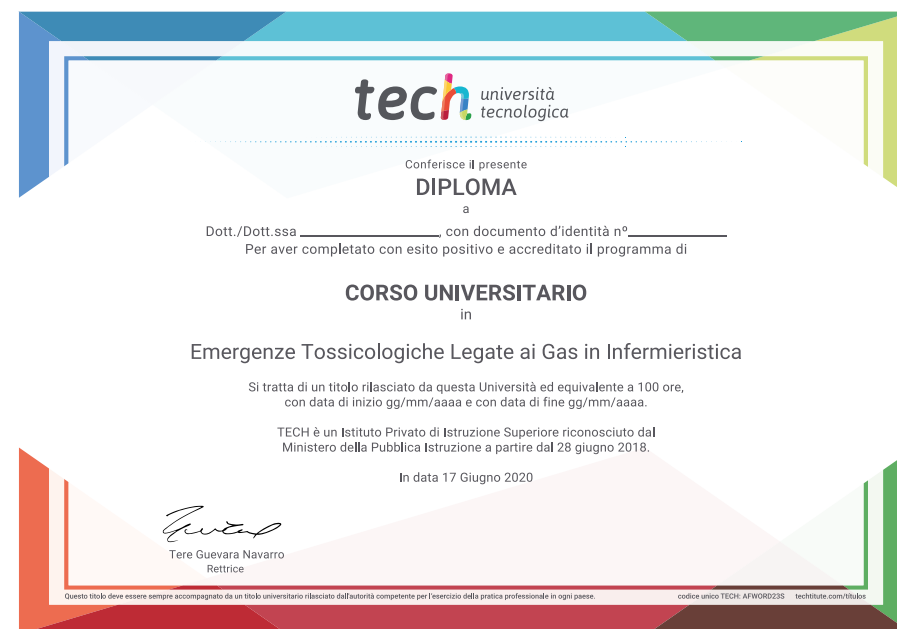 tech università
tecnologica
Conferisce il presente
DIPLOMA
a
Dott./Dott.ssa ________________, con documento d'identità nº____________
Per aver completato con esito positivo e accreditato il programma di
CORSO UNIVERSITARIO
in
Emergenze Tossicologiche Legate ai Gas in Infermieristica
Si tratta di un titolo rilasciato da questa Università ed equivalente a 100 ore,
con data di inizio gg/mm/aaaa e con data di fine gg/mm/aaaa.
TECH è un Istituto Privato di Istruzione Superiore riconosciuto dal
Ministero della Pubblica Istruzione a partire dal 28 giugno 2018.
In data 17 Giugno 2020
Tere Guevara Navarro
Rettrice
Questo titolo deve essere sempre accompagnato da un titolo universitario rilasciato dall'autorità competente per l'esercizio della pratica professionale in ogni paese. codice unico TECH: AFWORD23S techtitute.com/titulos